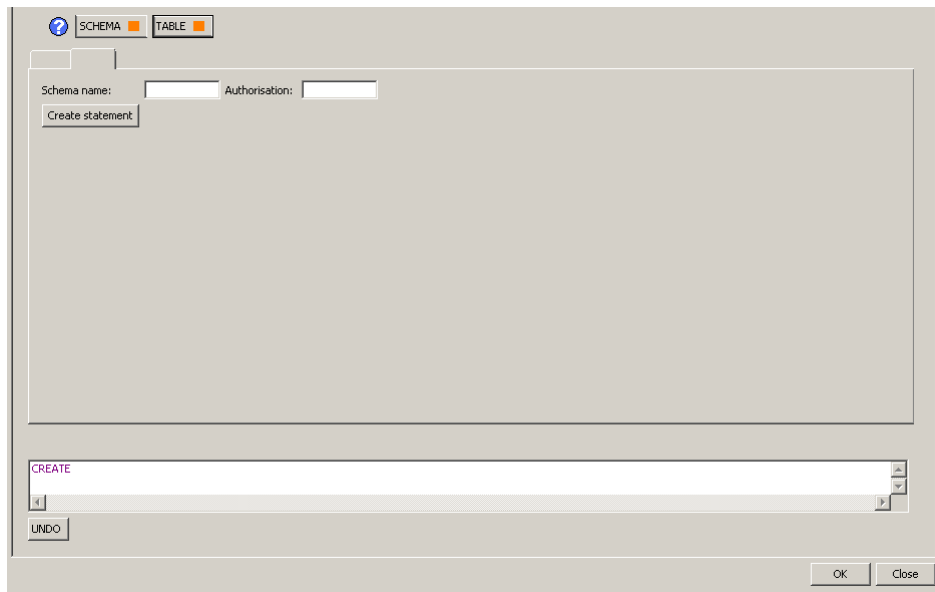 ? SCHEMA TABLE
Schema name: Authorisation:
Create statement
CREATE
UNDO
OK Close